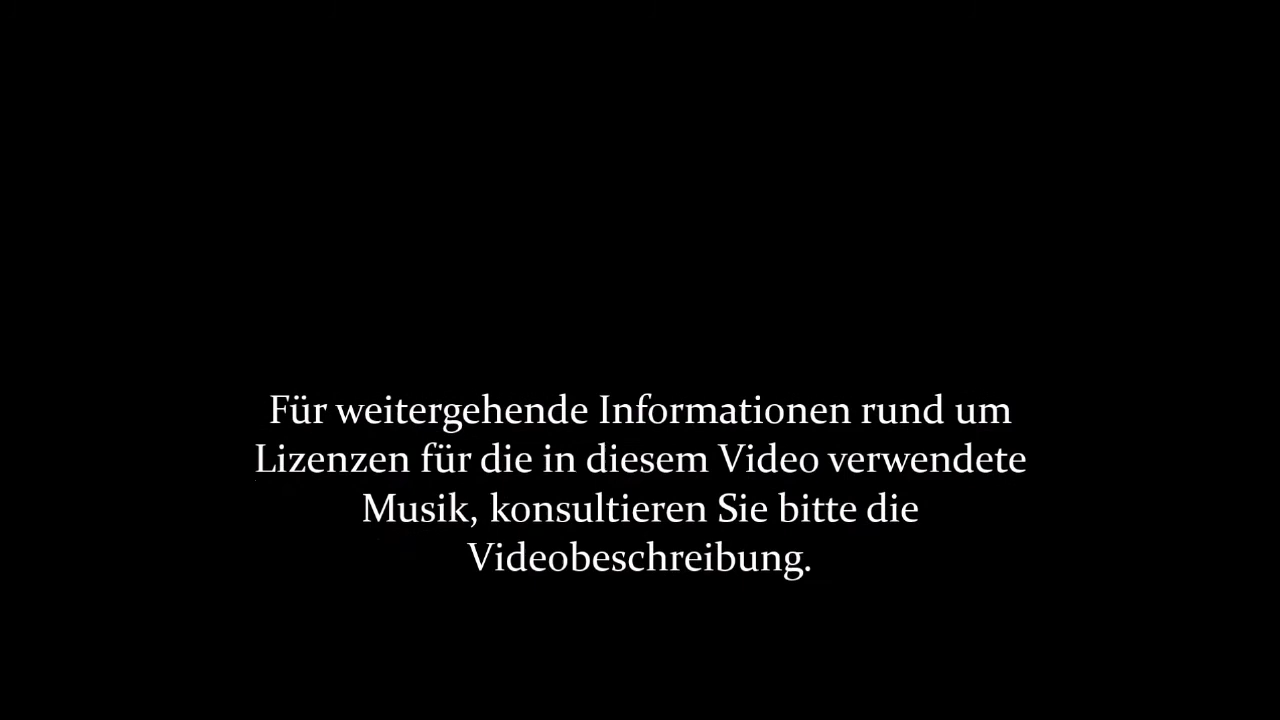 Für weitergehende Informationen rund um
Lizenzen für die in diesem Video verwendete
Musik, konsultieren Sie bitte die
Videobeschreibung.